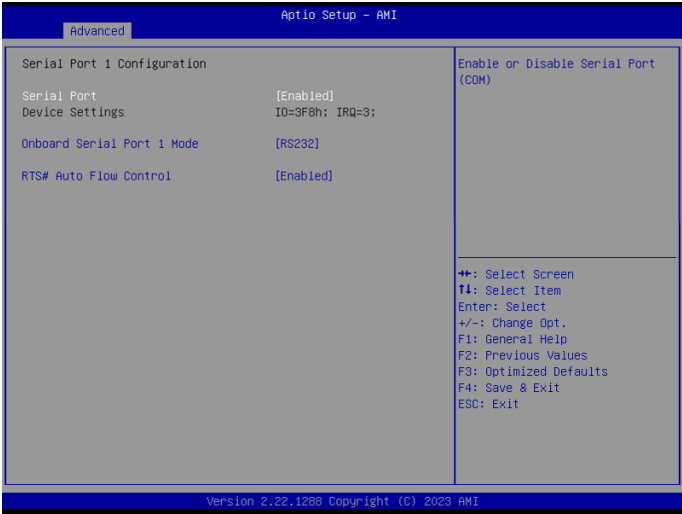 Aptio Setup – AMI
Advanced
Serial Port 1 Configuration
Serial Port [Enabled]
Device Settings IO=3F8h; IRQ=3;
Onboard Serial Port 1 Mode [RS232]
RTS# Auto Flow Control [Enabled]
Enable or Disable Serial Port
(COM)
→←: Select Screen
↑↓: Select Item
Enter: Select
+/-: Change Opt.
F1: General Help
F2: Previous Values
F3: Optimized Defaults
F4: Save & Exit
ESC: Exit
Version 2.22.1288 Copyright (C) 2023 AMI